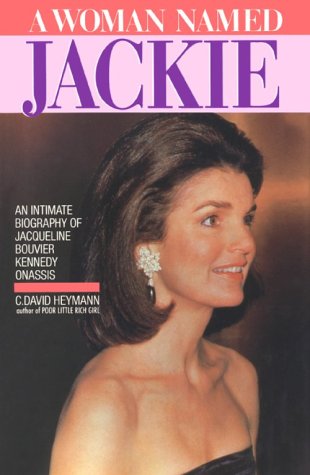 A WOMAN NAMED
JACKIE
AN INTIMATE
BIOGRAPHY OF
JACQUELINE
BOUVIER
KENNEDY
ONASSIS
C. DAVID HEYMANN
author of POOR LITTLE RICH GIRL